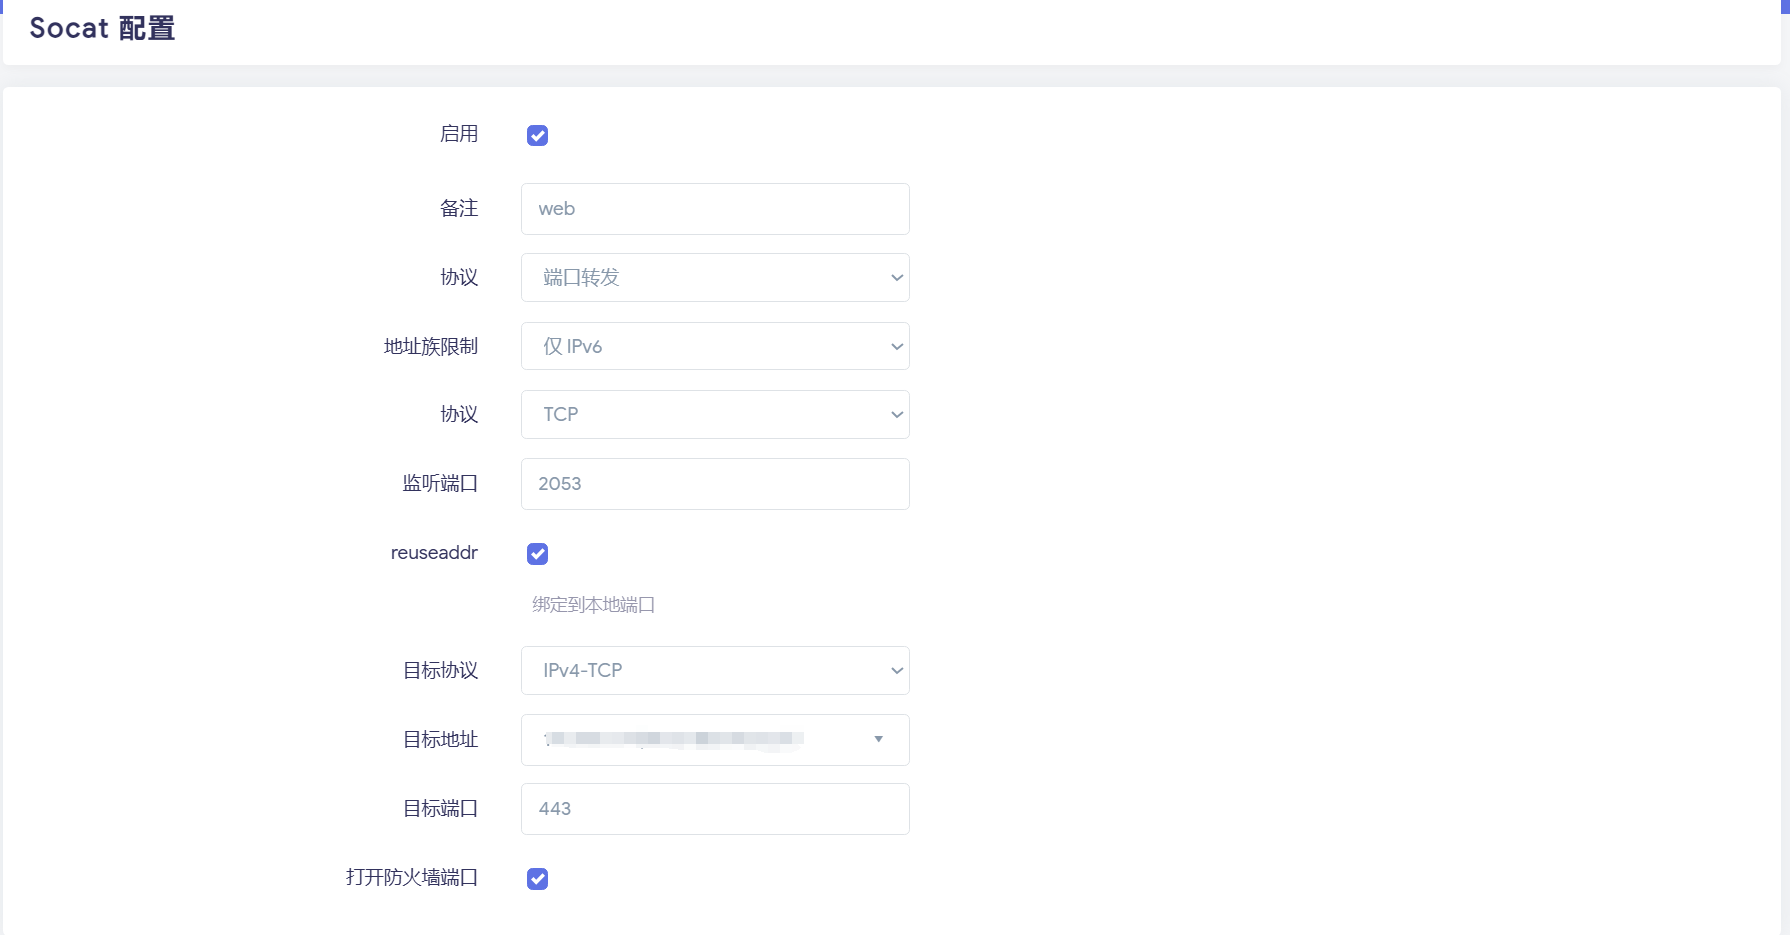 Socat 配置
启用
备注 web
协议 端口转发
地址族限制 仅 IPv6
协议 TCP
监听端口 2053
reuseaddr
绑定到本地端口
目标协议 IPv4-TCP
目标地址
目标端口 443
打开防火墙端口